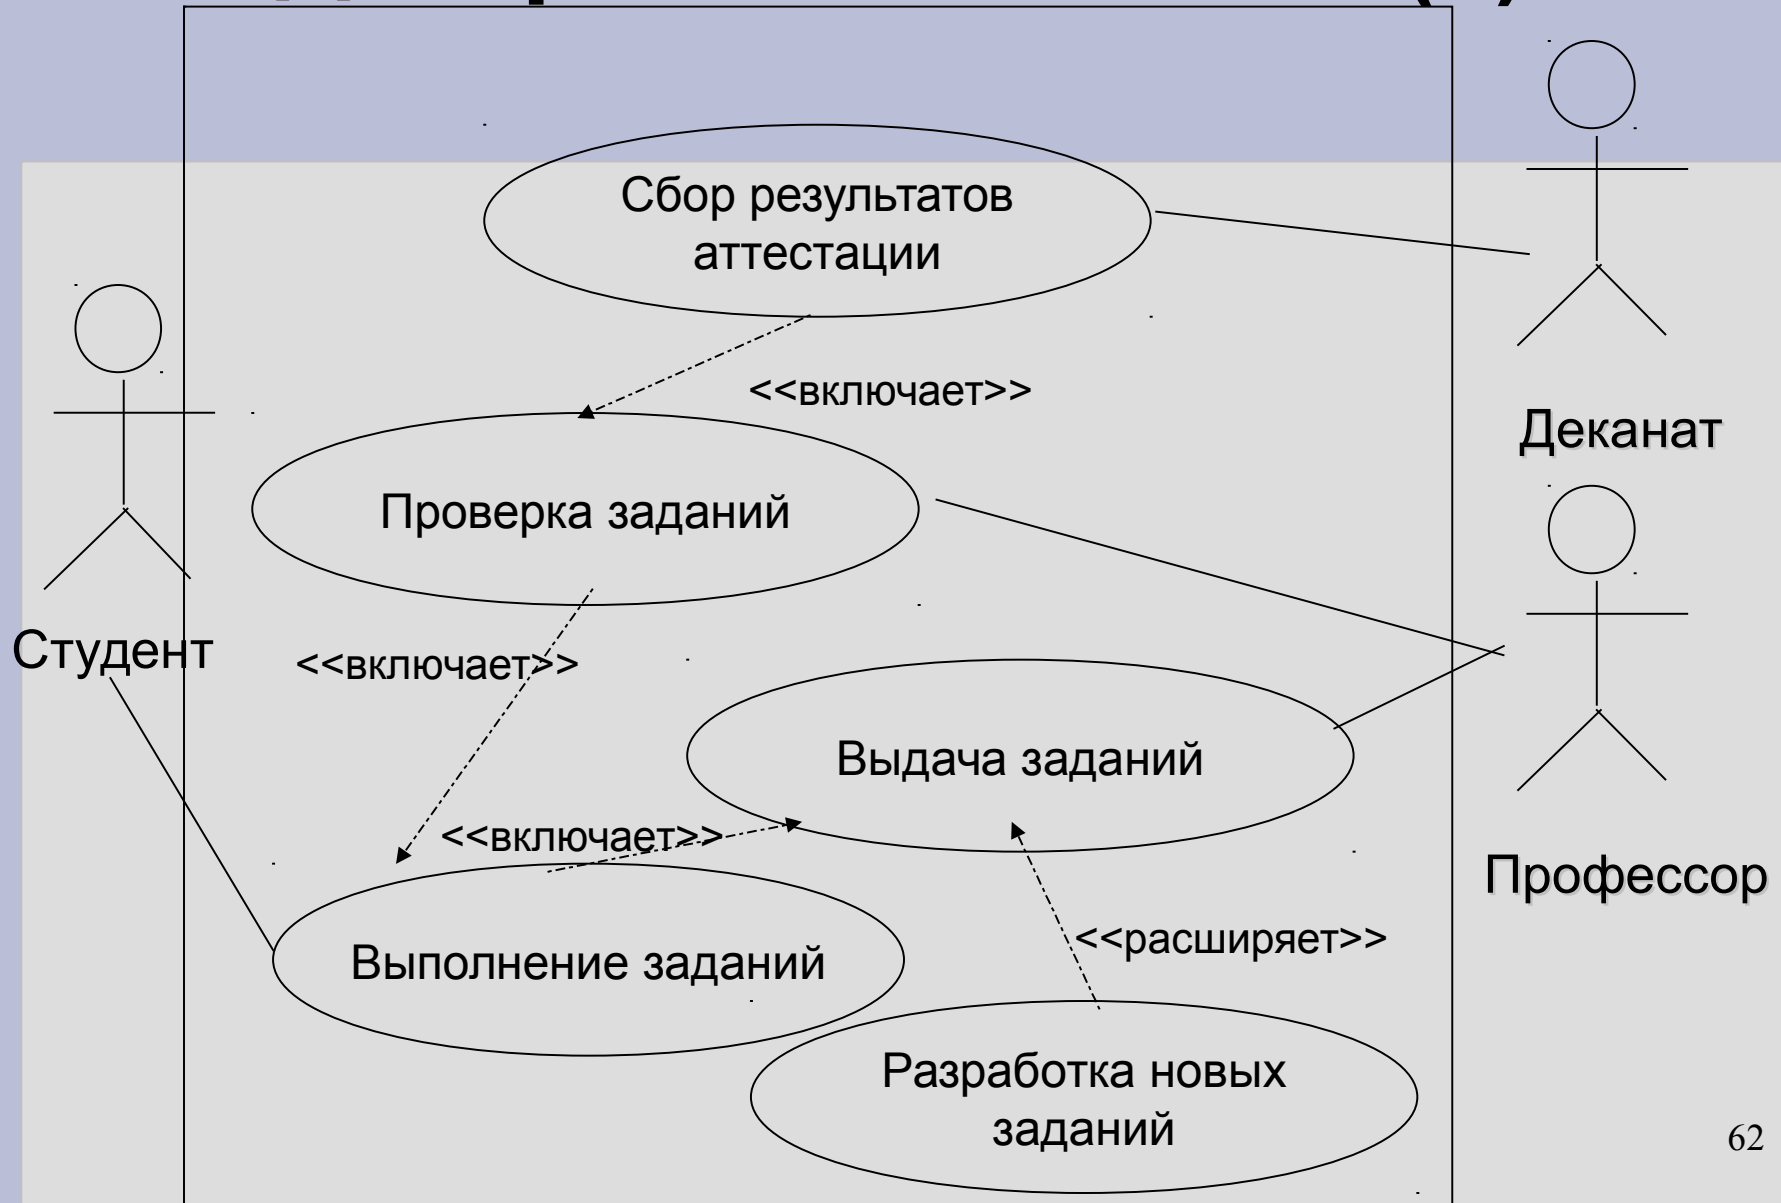 Сбор результатов
аттестации
<<включает>>
Деканат
Проверка заданий
Студент
<<включает>>
Выдача заданий
<<включает>>
Профессор
<<расширяет>>
Выполнение заданий
Разработка новых
заданий
62